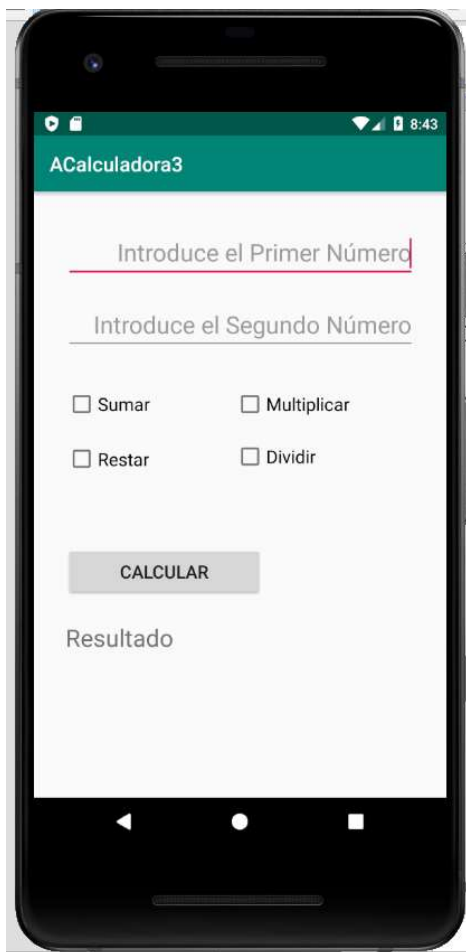 8:43
ACalculadora3
Introduce el Primer Número
Introduce el Segundo Número
Sumar
Multiplicar
Restar
Dividir
CALCULAR
Resultado